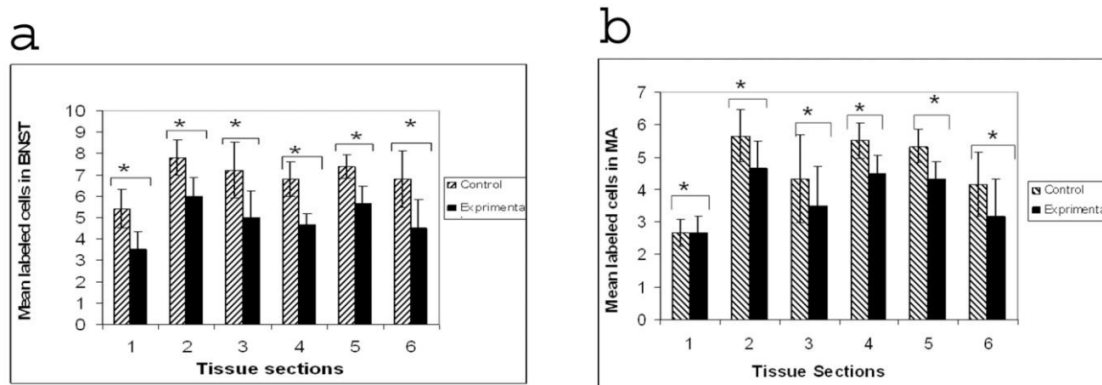 a
Mean labeled cells in BNST
10
9
8
7
6
5
4
3
2
1
0
* * * * * *
Control
Exprimenta
1 2 3 4 5 6
Tissue sections
b
Mean labeled cells in MA
7
6
5
4
3
2
1
0
* * * * * *
Control
Exprimenta
1 2 3 4 5 6
Tissue Sections